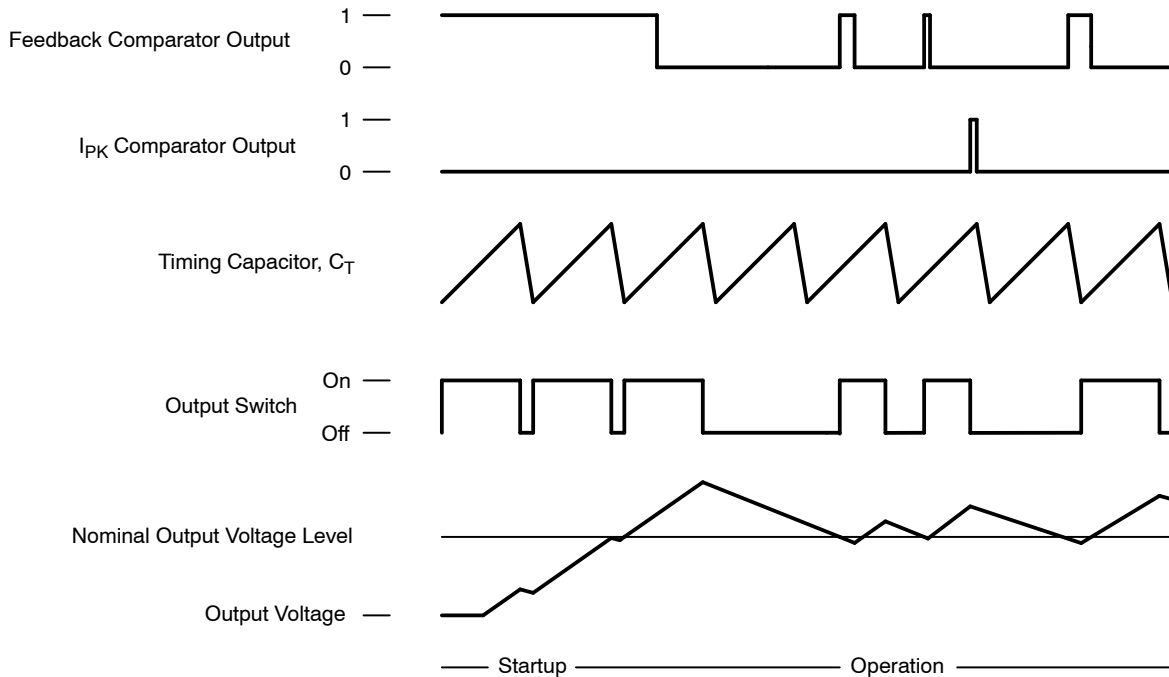 1
Feedback Comparator Output
0
1
IPK Comparator Output
0
Timing Capacitor, CT
On
Output Switch
Off
Nominal Output Voltage Level
Output Voltage
Startup
Operation